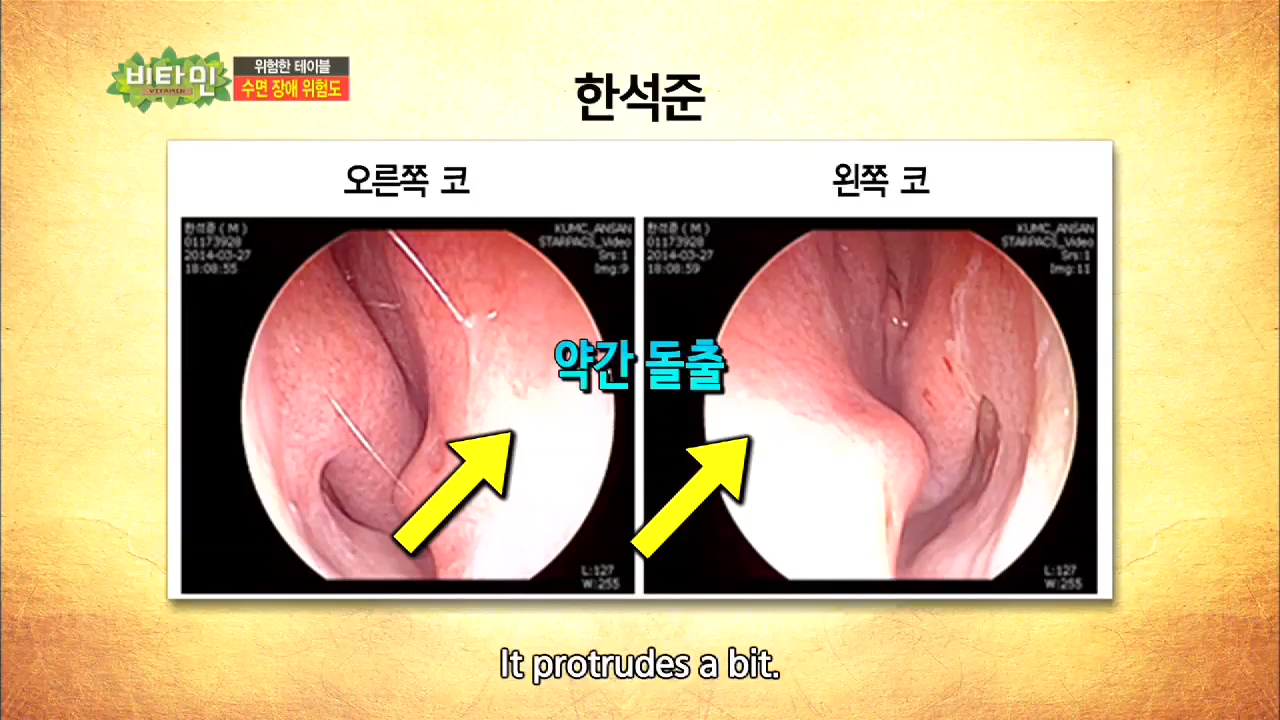 비타민
VITAMIN
위험한 테이블
수면 장애 위험도
한석준
오른쪽 코
왼쪽 코
한석준 ( M )
01173928
2014-03-27
18:08:55
KUMC_ANSAN
STARPACS_Video
Srs:1
Img:9
L:127
W:255
한석준 ( M )
01173928
2014-03-27
18:08:59
KUMC_ANSAN
STARPACS_Video
Srs:1
Img:11
L:127
W:255
약간 돌출
It protrudes a bit.